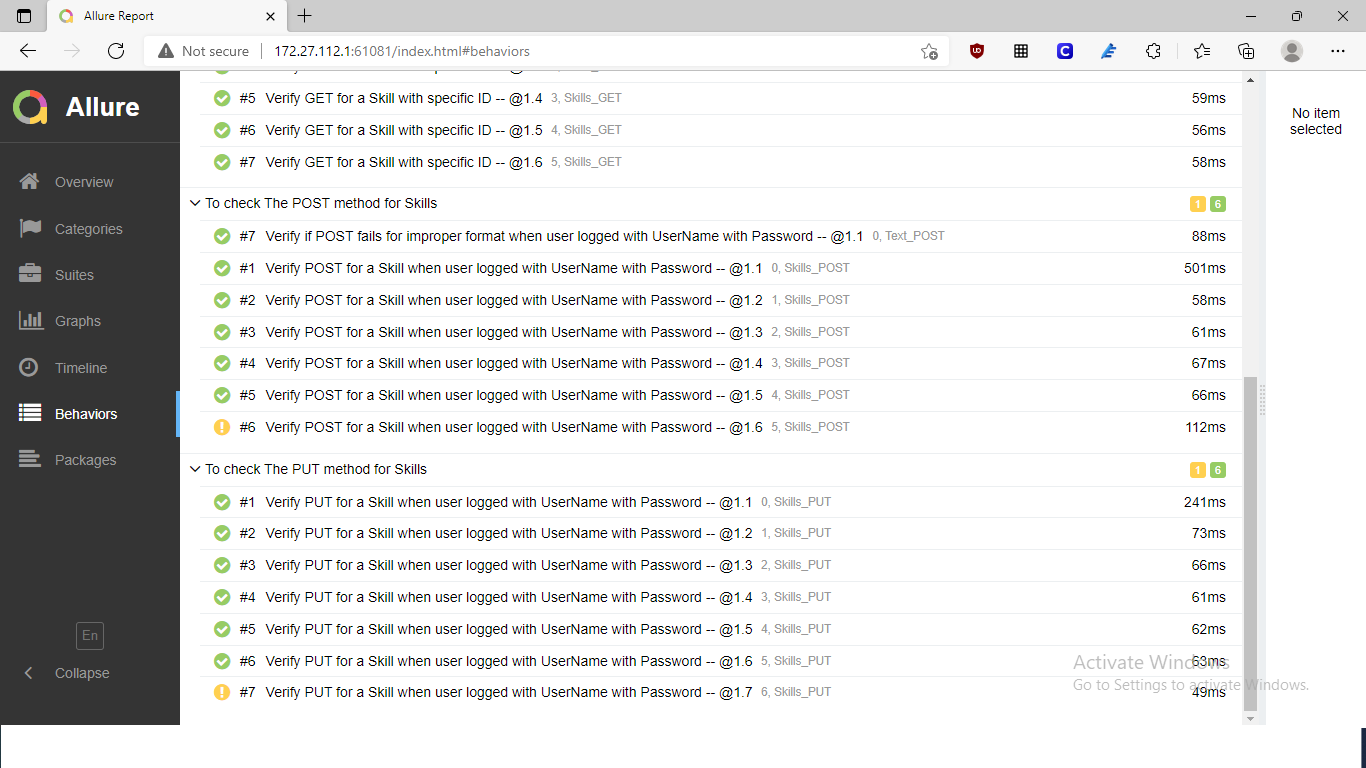 Allure Report
Not secure 172.27.112.1:61081/index.html#behaviors
Allure
Overview
Categories
Suites
Graphs
Timeline
Behaviors
Packages
En
Collapse
#5 Verify GET for a Skill with specific ID -- @1.4 3, Skills_GET 59ms
#6 Verify GET for a Skill with specific ID -- @1.5 4, Skills_GET 56ms
#7 Verify GET for a Skill with specific ID -- @1.6 5, Skills_GET 58ms
To check The POST method for Skills 1 6
#7 Verify if POST fails for improper format when user logged with UserName with Password -- @1.1 0, Text_POST 88ms
#1 Verify POST for a Skill when user logged with UserName with Password -- @1.1 0, Skills_POST 501ms
#2 Verify POST for a Skill when user logged with UserName with Password -- @1.2 1, Skills_POST 58ms
#3 Verify POST for a Skill when user logged with UserName with Password -- @1.3 2, Skills_POST 61ms
#4 Verify POST for a Skill when user logged with UserName with Password -- @1.4 3, Skills_POST 67ms
#5 Verify POST for a Skill when user logged with UserName with Password -- @1.5 4, Skills_POST 66ms
#6 Verify POST for a Skill when user logged with UserName with Password -- @1.6 5, Skills_POST 112ms
To check The PUT method for Skills 1 6
#1 Verify PUT for a Skill when user logged with UserName with Password -- @1.1 0, Skills_PUT 241ms
#2 Verify PUT for a Skill when user logged with UserName with Password -- @1.2 1, Skills_PUT 73ms
#3 Verify PUT for a Skill when user logged with UserName with Password -- @1.3 2, Skills_PUT 66ms
#4 Verify PUT for a Skill when user logged with UserName with Password -- @1.4 3, Skills_PUT 61ms
#5 Verify PUT for a Skill when user logged with UserName with Password -- @1.5 4, Skills_PUT 62ms
#6 Verify PUT for a Skill when user logged with UserName with Password -- @1.6 5, Skills_PUT 63ms
#7 Verify PUT for a Skill when user logged with UserName with Password -- @1.7 6, Skills_PUT 49ms
No item
selected
Activate Windows
Go to Settings to activate Windows.